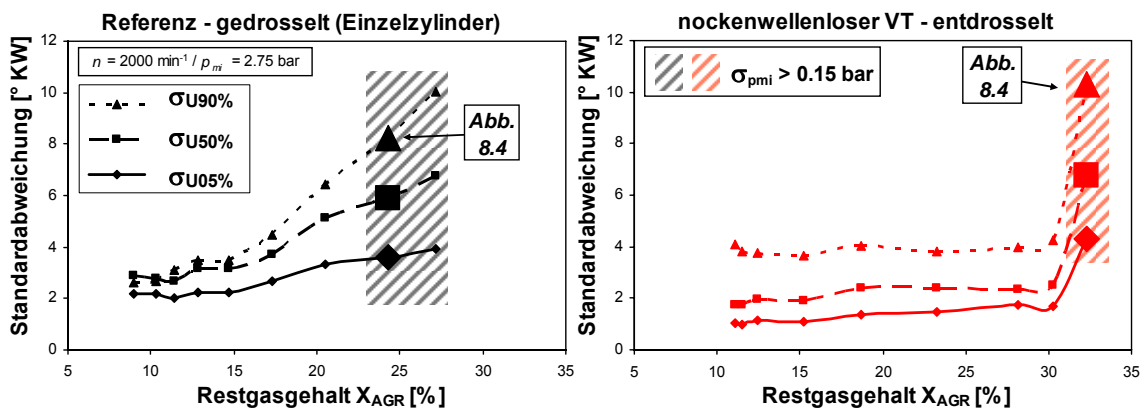 Referenz - gedrosselt (Einzelzylinder)
n = 2000 min-1 / pmi = 2.75 bar
σU90%
σU50%
σU05%
Abb.
8.4
Standardabweichung [° KW]
12
10
8
6
4
2
0
5 10 15 20 25 30 35
Restgasgehalt XAGR [%]
nockenwellenloser VT - entdrosselt
σpmi > 0.15 bar
Abb.
8.4
Standardabweichung [° KW]
12
10
8
6
4
2
0
5 10 15 20 25 30 35
Restgasgehalt XAGR [%]